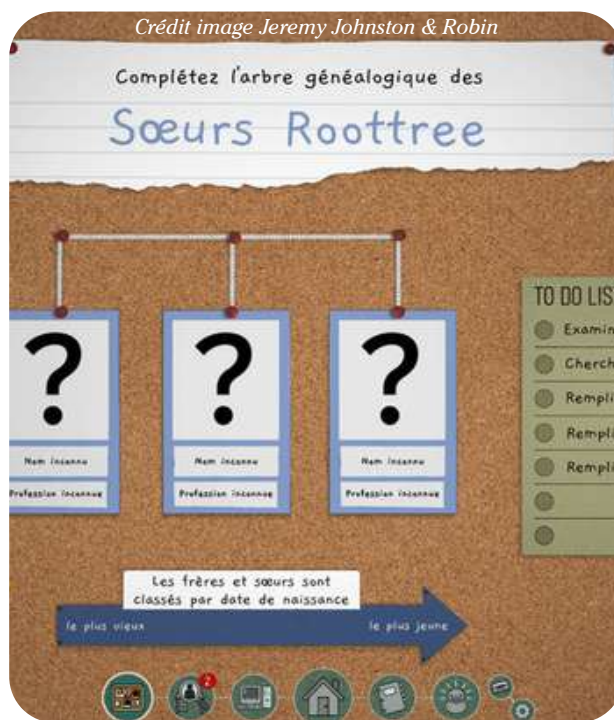 Crédit image Jeremy Johnston & Robin
Complétez l'arbre généalogique des
Sœurs Roottree
TO DO LIS
Examin
Cherch
Rempli
Rempli
Rempli
?
?
?
Nom inconnu
Nom inconnu
Nom inconnu
Profession inconnue
Profession inconnue
Profession inconnue
Les frères et sœurs sont
classés par date de naissance
le plus vieux
le plus jeune
2